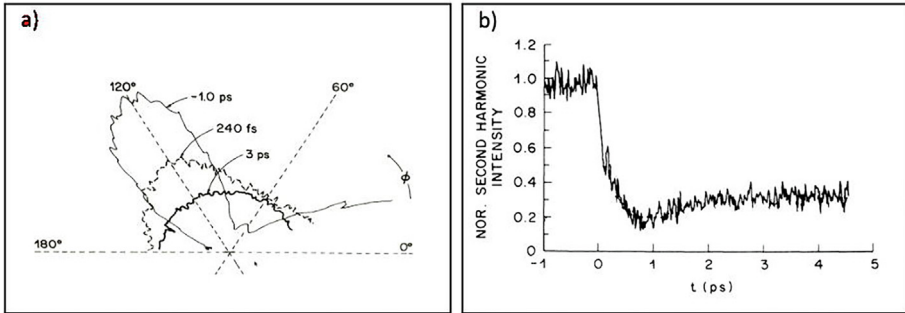 a)
120°
-1.0 ps
60°
240 fs
3 ps
ϕ
180°
0°
b)
1.2
1.0
0.8
0.6
0.4
0.2
0
-1
0
1
2
3
4
5
NOR. SECOND HARMONIC
INTENSITY
t (ps)